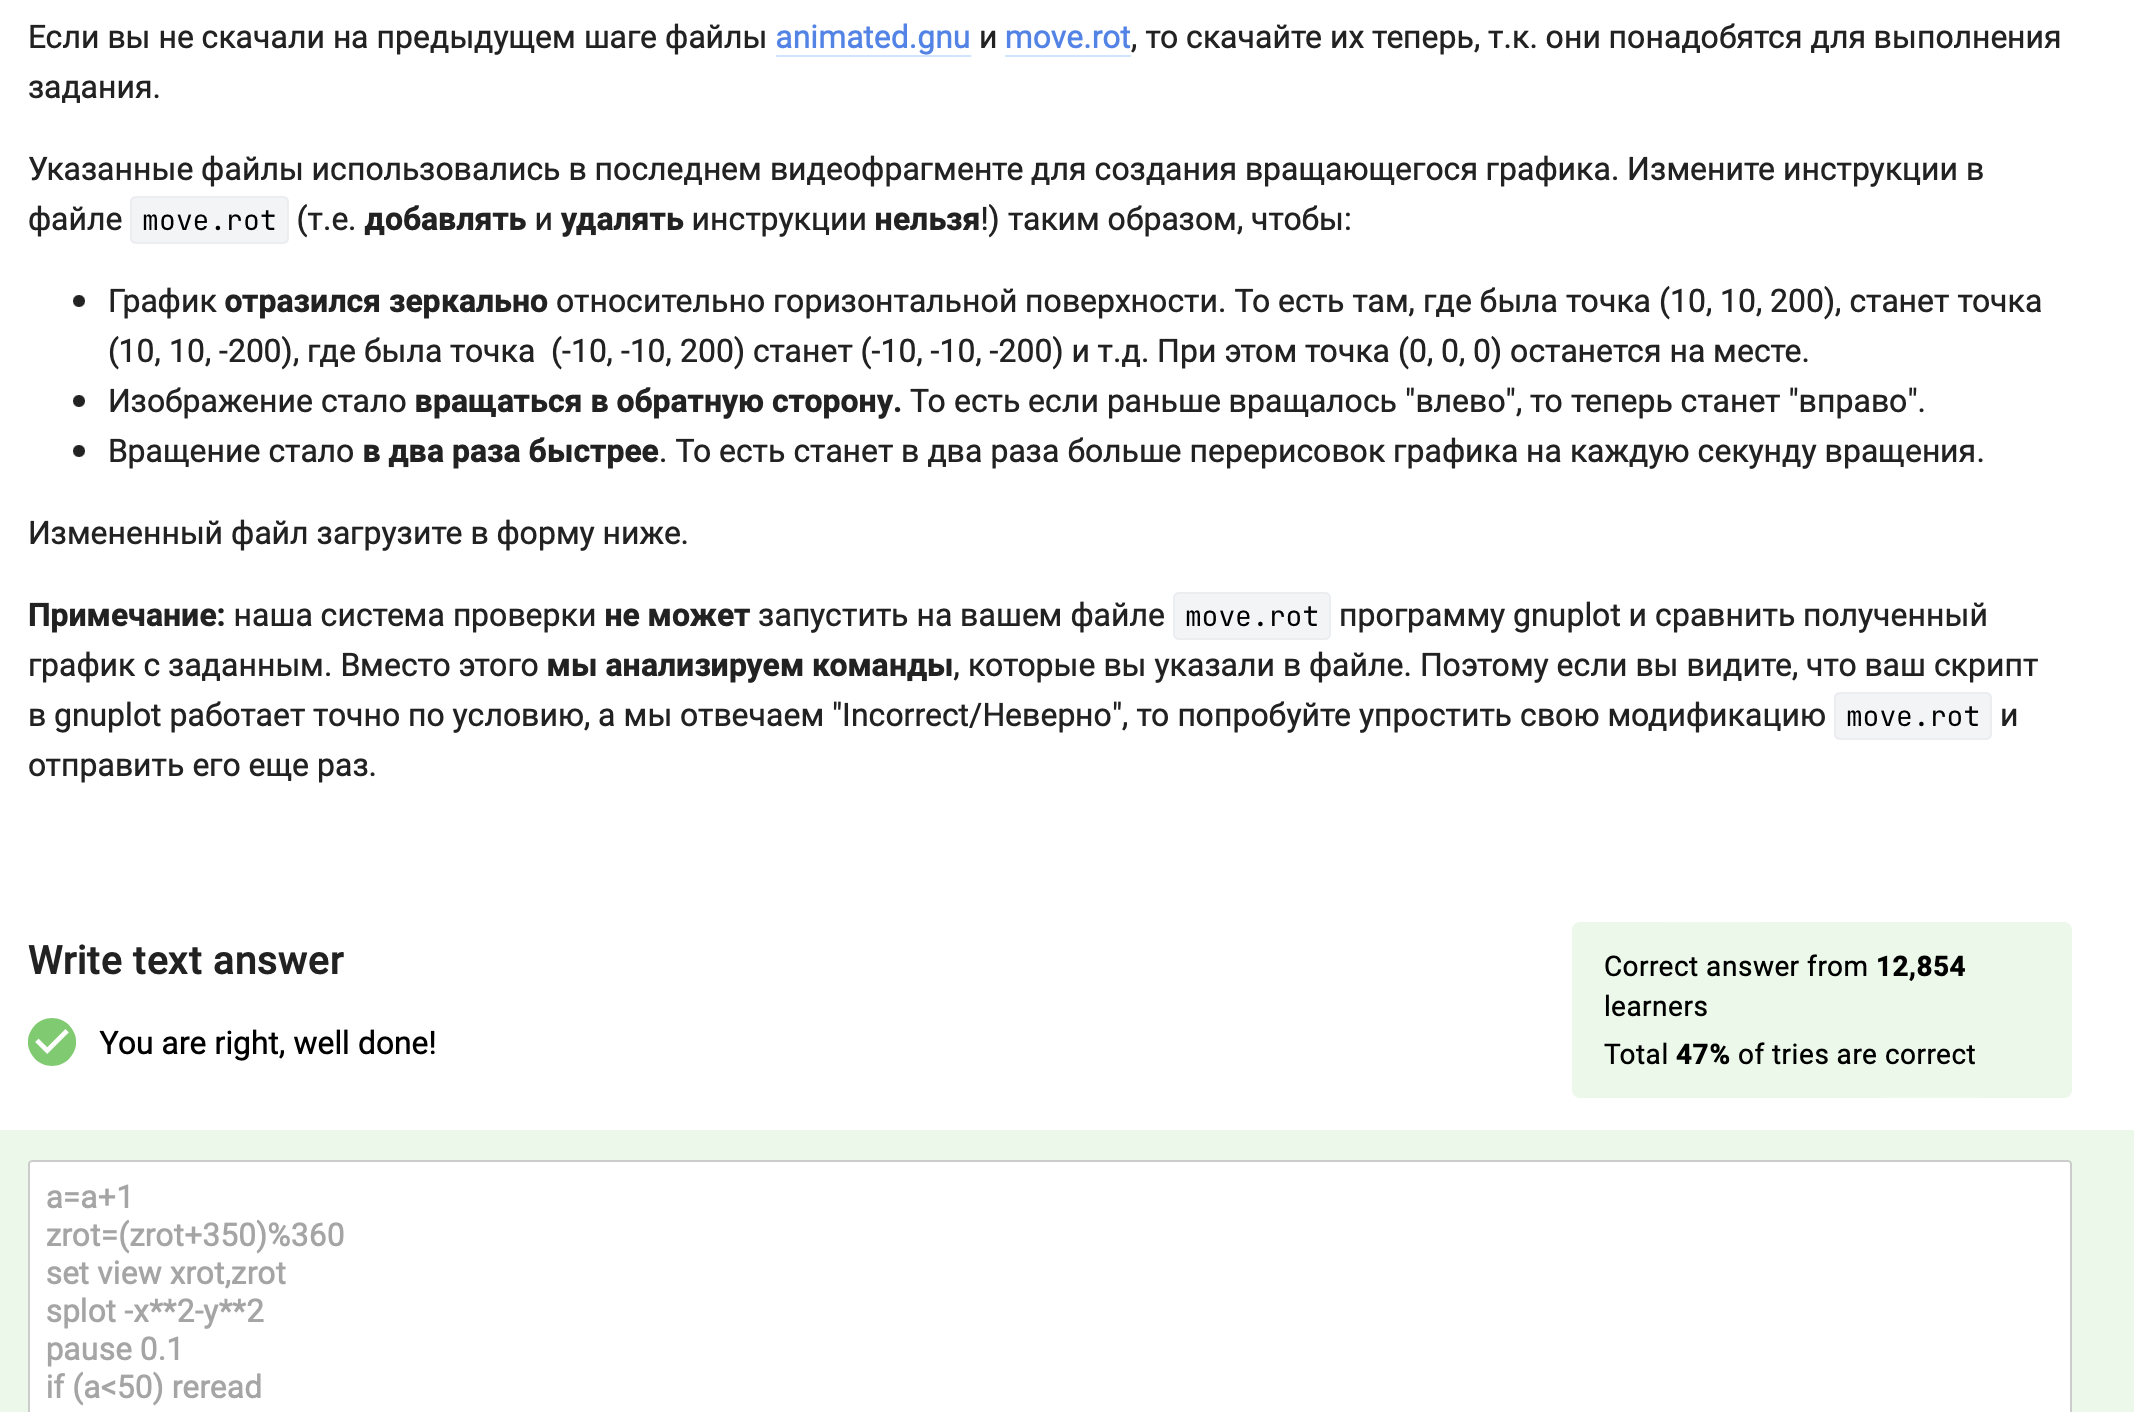 Если вы не скачали на предыдущем шаге файлы animated.gnu и move.rot, то скачайте их теперь, т.к. они понадобятся для выполнения
задания.
Указанные файлы использовались в последнем видеофрагменте для создания вращающегося графика. Измените инструкции в
файле move.rot (т.е. добавлять и удалять инструкции нельзя!) таким образом, чтобы:
• График отразился зеркально относительно горизонтальной поверхности. То есть там, где была точка (10, 10, 200), станет точка
(10, 10, -200), где была точка (-10, -10, 200) станет (-10, -10, -200) и т.д. При этом точка (0, 0, 0) останется на месте.
• Изображение стало вращаться в обратную сторону. То есть если раньше вращалось "влево", то теперь станет "вправо".
• Вращение стало в два раза быстрее. То есть станет в два раза больше перерисовок графика на каждую секунду вращения.
Измененный файл загрузите в форму ниже.
Примечание: наша система проверки не может запустить на вашем файле move.rot программу gnuplot и сравнить полученный
график с заданным. Вместо этого мы анализируем команды, которые вы указали в файле. Поэтому если вы видите, что ваш скрипт
в gnuplot работает точно по условию, а мы отвечаем "Incorrect/Неверно", то попробуйте упростить свою модификацию move.rot и
отправить его еще раз.
Write text answer
You are right, well done!
Correct answer from 12,854
learners
Total 47% of tries are correct
a=a+1
zrot=(zrot+350)%360
set view xrot,zrot
splot -x**2-y**2
pause 0.1
if (a<50) reread